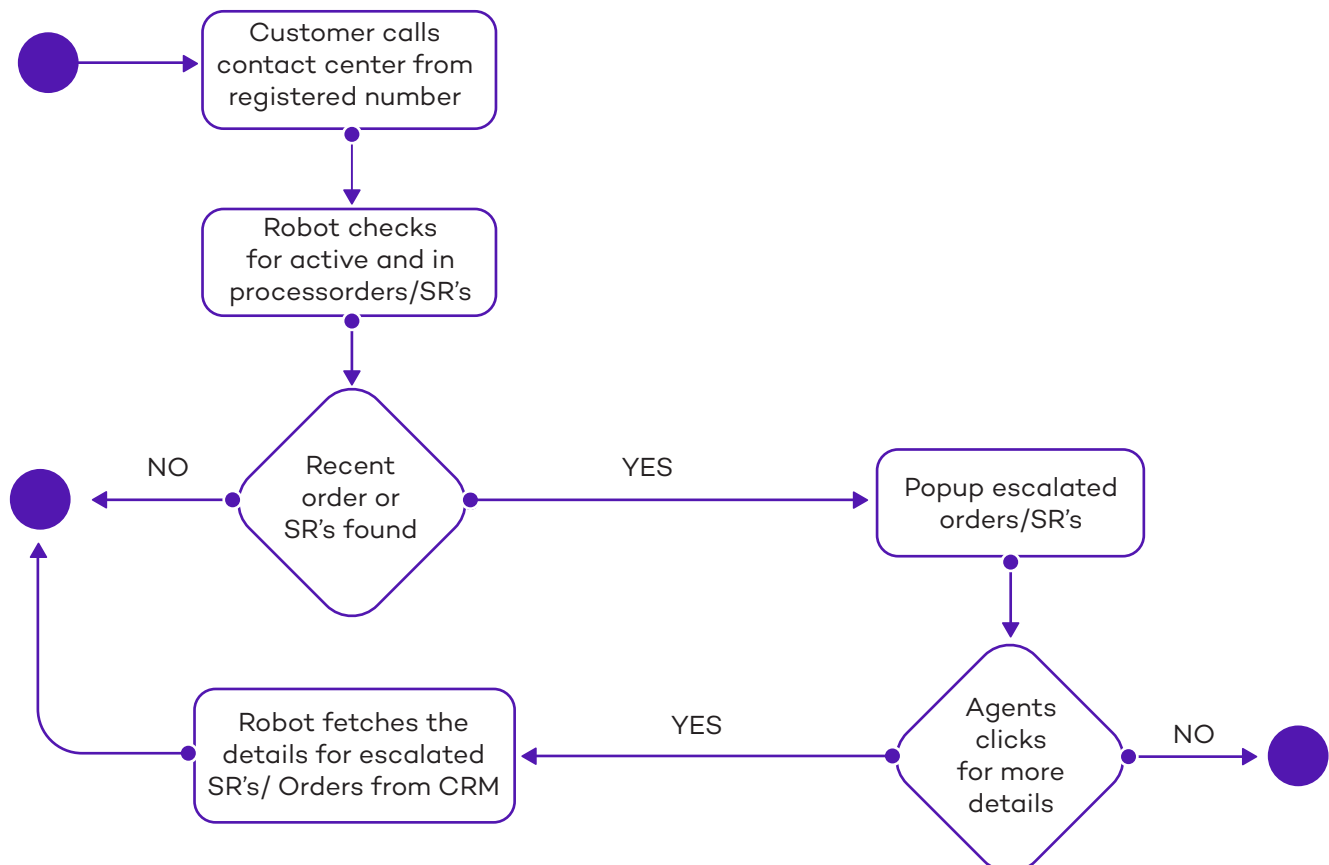 Customer calls
contact center from
registered number
Robot checks
for active and in
processorders/SR’s
Recent
order or
SR’s found
NO
YES
Popup escalated
orders/SR’s
Agents
clicks
for more
details
NO
YES
Robot fetches the
details for escalated
SR’s/ Orders from CRM